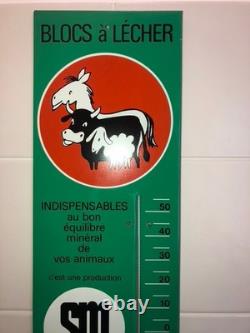 BLOCS à LÉCHER
INDISPENSABLES
au bon
équilibre
minéral
de
vos animaux
c'est une production
sm
50
40
30
20
10
0